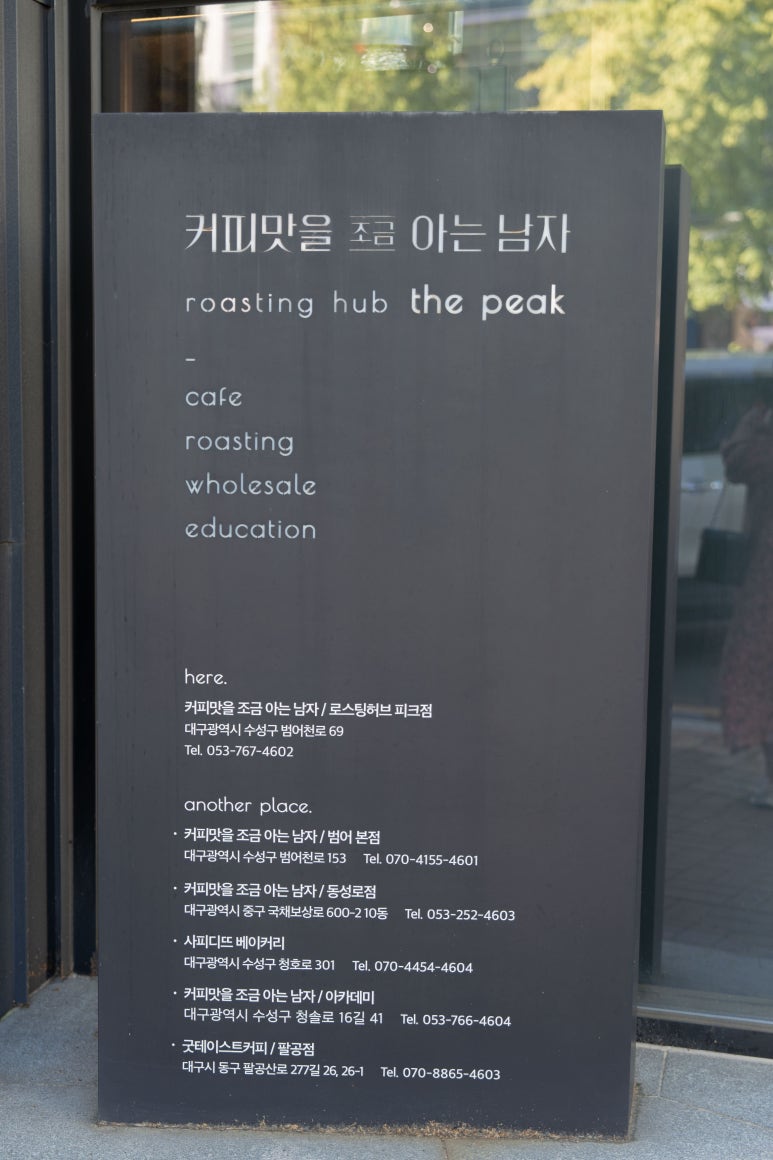 커피맛을 조금 아는 남자
roasting hub the peak
-
cafe
roasting
wholesale
education
here.
커피맛을 조금 아는 남자 / 로스팅허브 피크점
대구광역시 수성구 범어천로 69
Tel. 053-767-4602
another place.
· 커피맛을 조금 아는 남자 / 범어 본점
대구광역시 수성구 범어천로 153 Tel. 070-4155-4601
· 커피맛을 조금 아는 남자 / 동성로점
대구광역시 중구 국채보상로 600-2 10동 Tel. 053-252-4603
· 사피디뜨 베이커리
대구광역시 수성구 청호로 301 Tel. 070-4454-4604
· 커피맛을 조금 아는 남자 / 아카데미
대구광역시 수성구 청솔로 16길 41 Tel. 053-766-4604
· 굿테이스트커피 / 팔공점
대구시 동구 팔공산로 277길 26, 26-1 Tel. 070-8865-4603